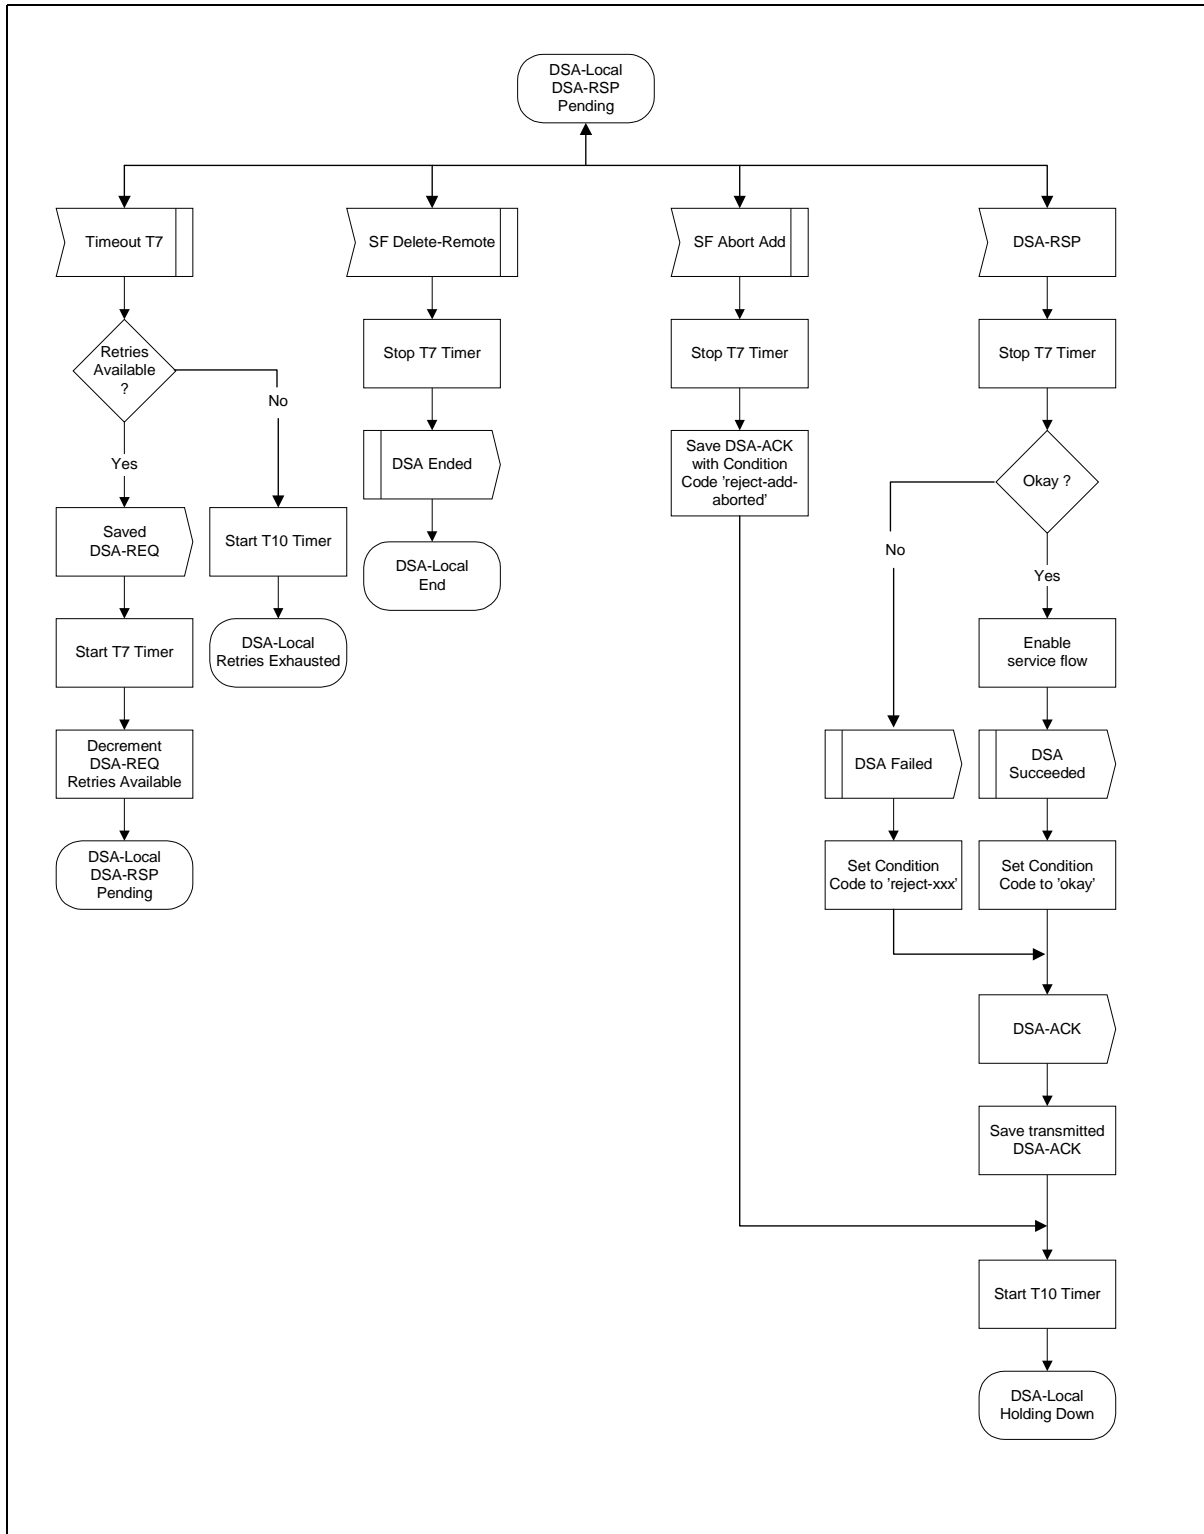 DSA-Local
DSA-RSP
Pending
Timeout T7
SF Delete-Remote
SF Abort Add
DSA-RSP
Retries
Available
?
No
Yes
Stop T7 Timer
Stop T7 Timer
Stop T7 Timer
DSA Ended
Save DSA-ACK
with Condition
Code 'reject-add-
aborted'
Okay ?
No
Yes
Saved
DSA-REQ
Start T10 Timer
DSA-Local
End
Start T7 Timer
DSA-Local
Retries Exhausted
Enable
service flow
Decrement
DSA-REQ
Retries Available
DSA Failed
DSA
Succeeded
DSA-Local
DSA-RSP
Pending
Set Condition
Code to 'reject-xxx'
Set Condition
Code to 'okay'
DSA-ACK
Save transmitted
DSA-ACK
Start T10 Timer
DSA-Local
Holding Down